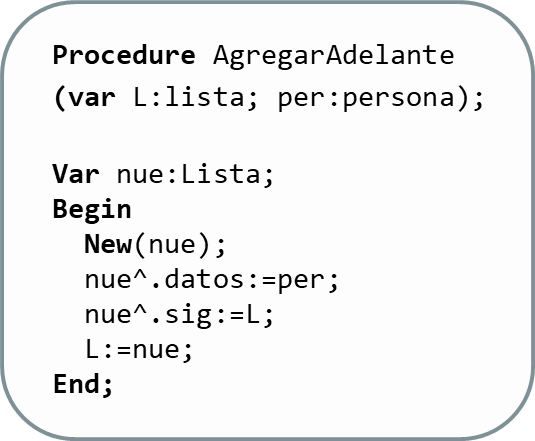 Procedure AgregarAdelante
(var L:lista; per:persona);
Var nue:Lista;
Begin
New(nue);
nue^.datos:=per;
nue^.sig:=L;
L:=nue;
End;